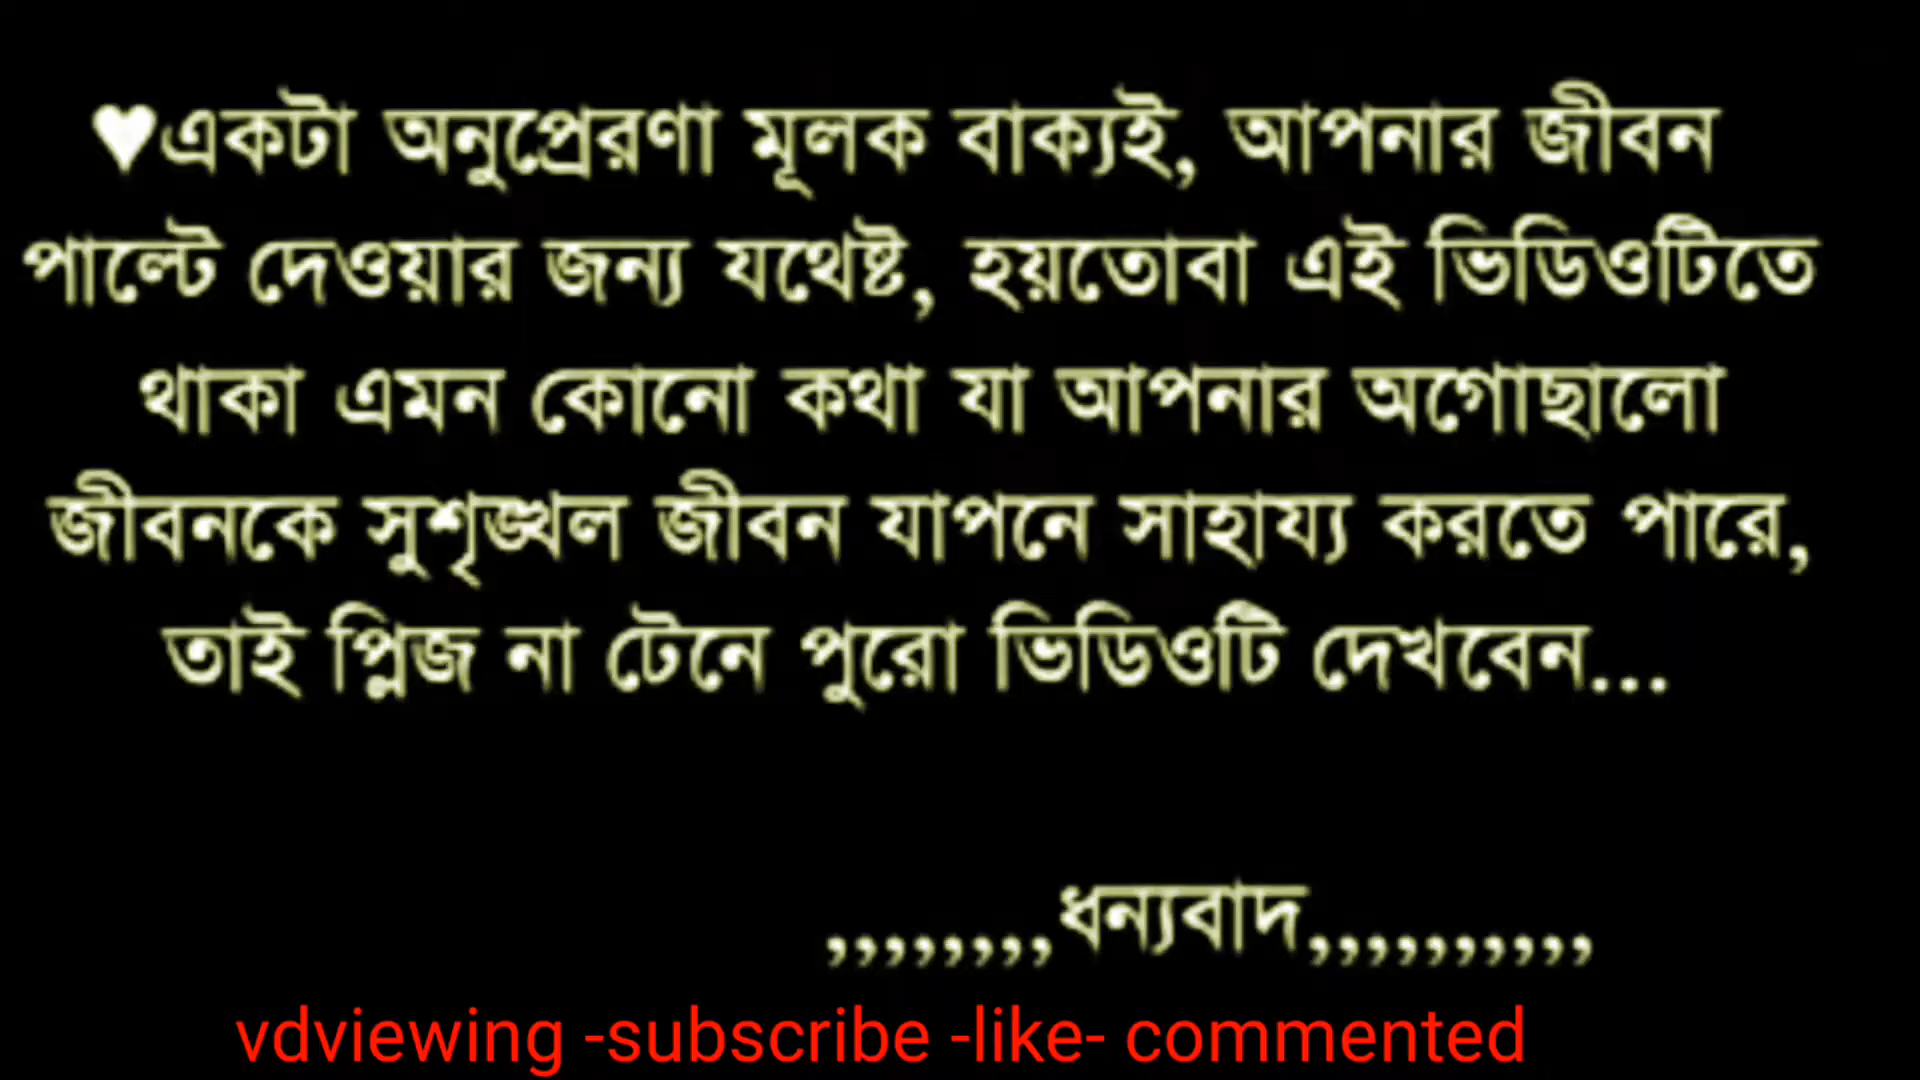 ♥একটা অনুপ্রেরণা মূলক বাক্যই, আপনার জীবন
পাল্টে দেওয়ার জন্য যথেষ্ট, হয়তোবা এই ভিডিওটিতে
থাকা এমন কোনো কথা যা আপনার অগোছালো
জীবনকে সুশৃঙ্খল জীবন যাপনে সাহায্য করতে পারে,
তাই প্লিজ না টেনে পুরো ভিডিওটি দেখবেন...
,,,,,,,,ধন্যবাদ,,,,,,,,,,
vdviewing -subscribe -like- commented